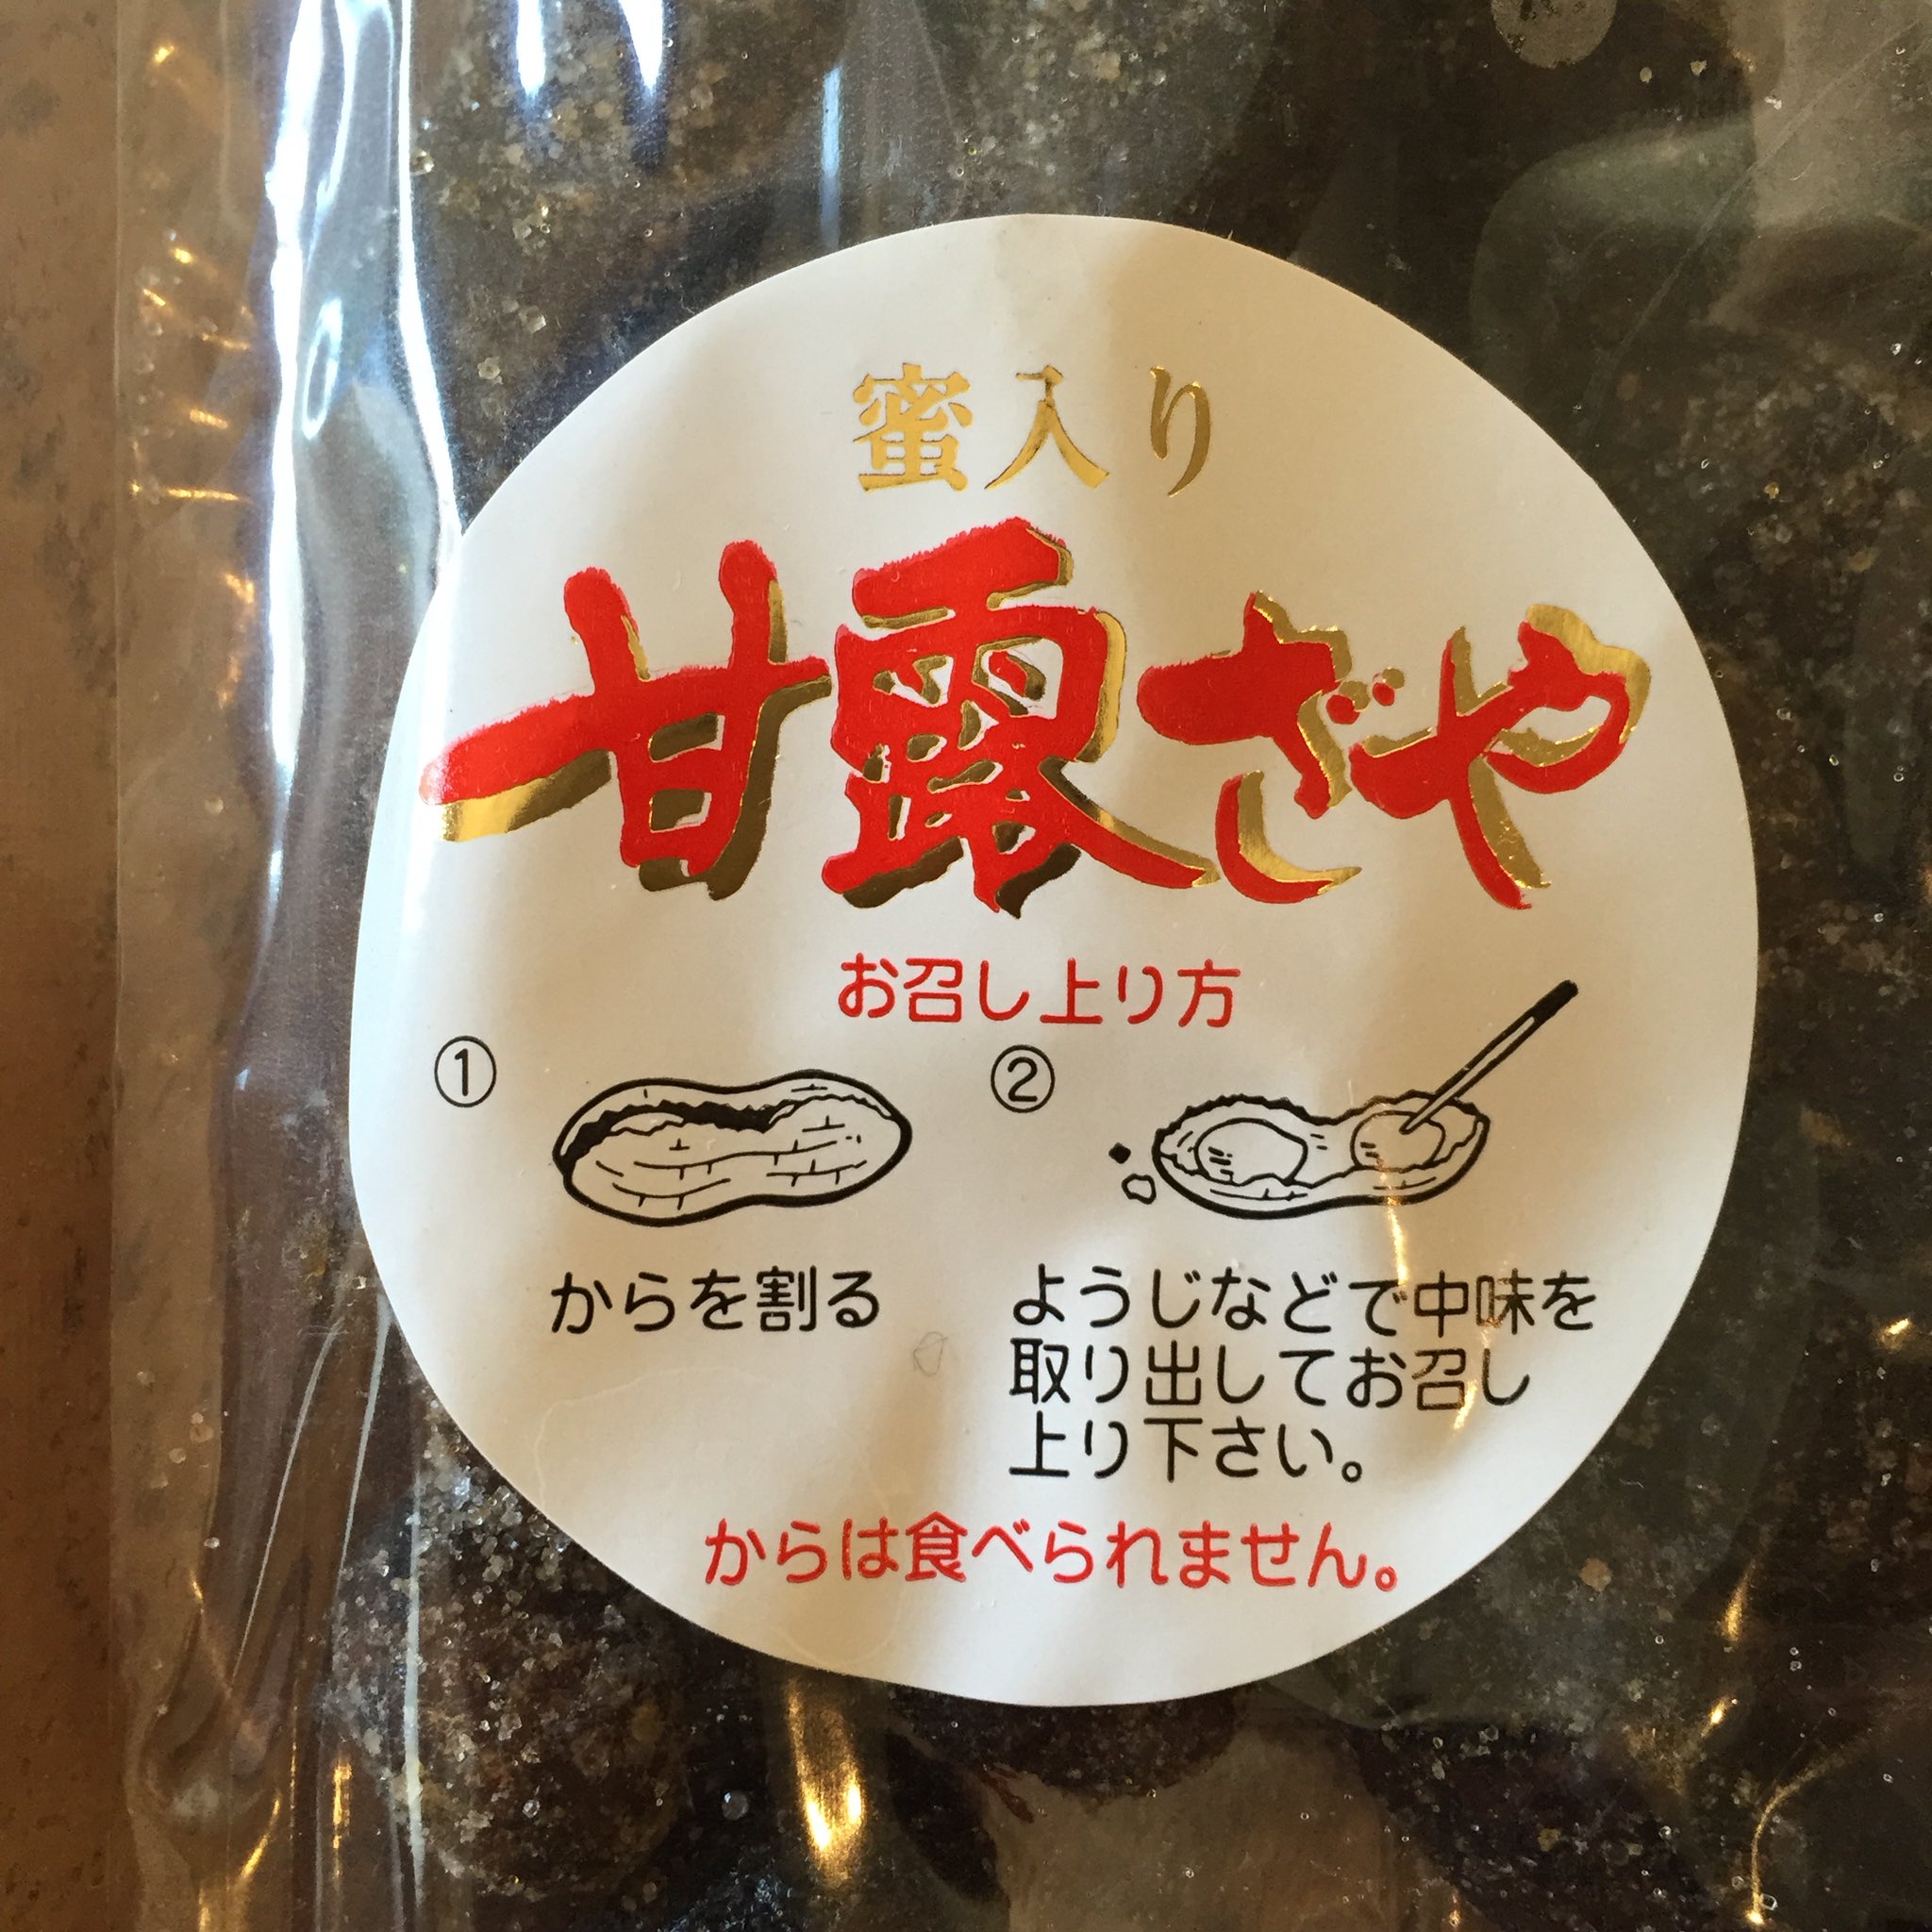 蜜入り
甘露ざや
お召し上り方
①
②
からを割る
ようじなどで中味を
取り出してお召し
上り下さい。
からは食べられません。